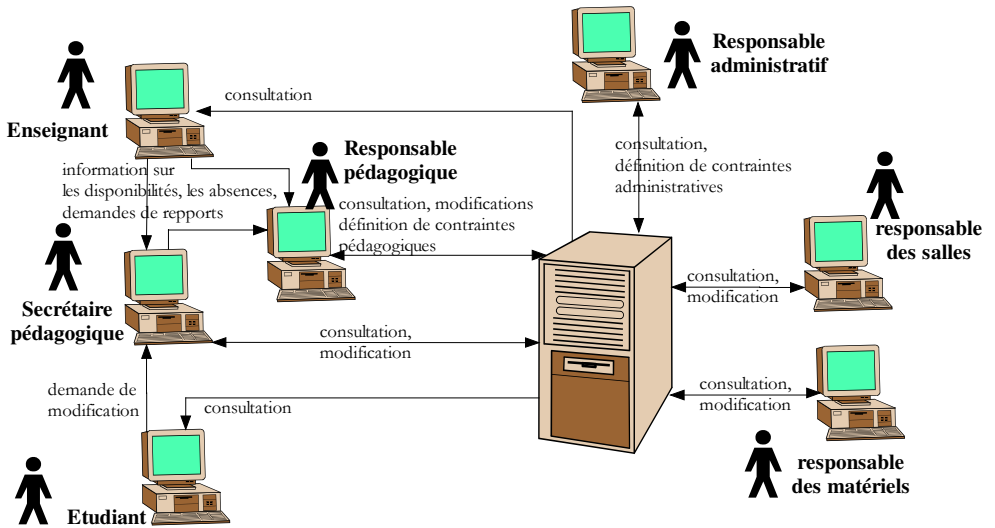 Responsable
administratif
consultation
Enseignant
consultation,
définition de contraintes
administratives
Responsable
pédagogique
information sur
les disponibilités, les absences,
demandes de repports
consultation, modifications
définition de contraintes
pédagogiques
responsable
des salles
consultation,
modification
Secrétaire
pédagogique
consultation,
modification
demande de
modification
consultation
consultation,
modification
responsable
des matériels
Etudiant